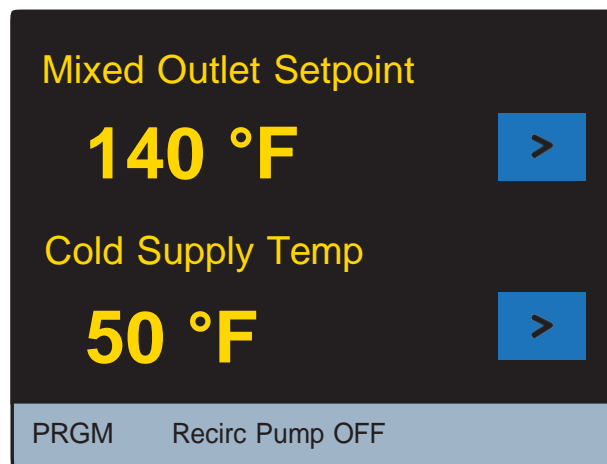 Mixed Outlet Setpoint
140 °F
>
Cold Supply Temp
50 °F
>
PRGM Recirc Pump OFF